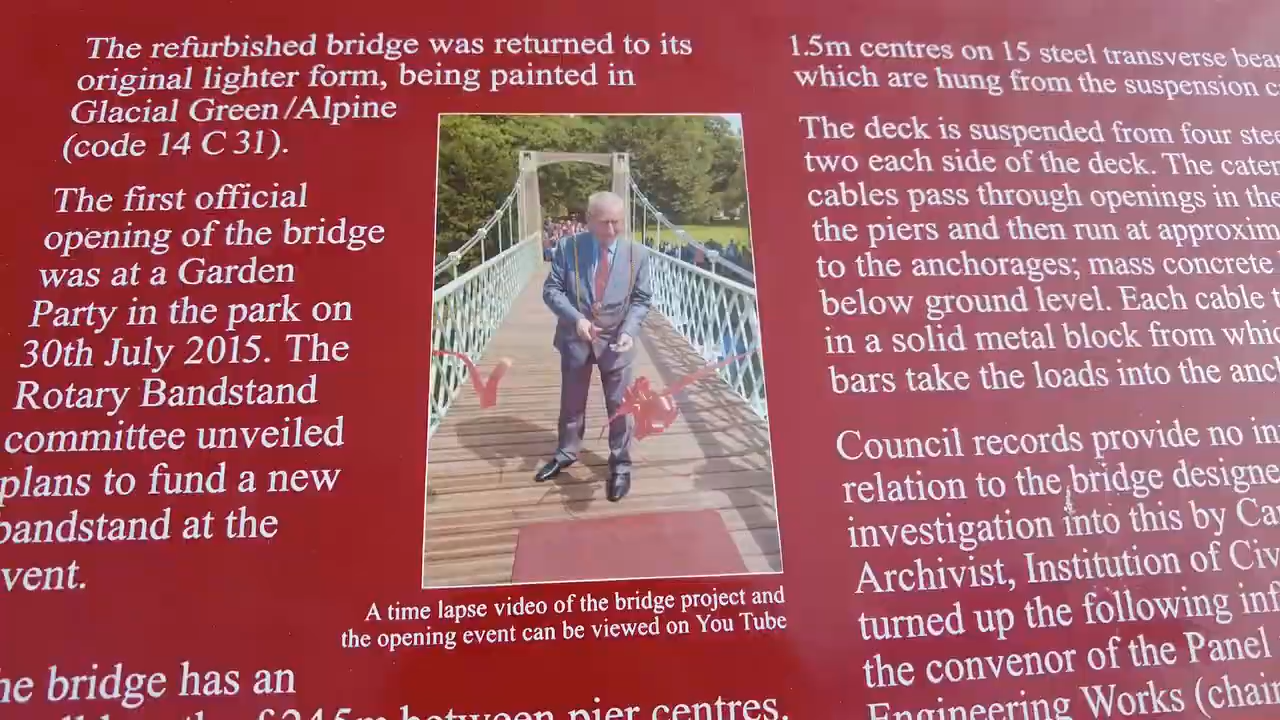 The refurbished bridge was returned to its
original lighter form, being painted in
Glacial Green/Alpine
(code 14 C 31).
The first official
opening of the bridge
was at a Garden
Party in the park on
30th July 2015. The
Rotary Bandstand
committee unveiled
plans to fund a new
bandstand at the
vent.
A time lapse video of the bridge project and
the opening event can be viewed on You Tube
he bridge has an
of 24.5m between pier centres.
1.5m centres on 15 steel transverse
which are hung from the suspension
The deck is suspended from four
two each side of the deck. The
cables pass through openings in the
the piers and then run at
to the anchorages; mass concrete
below ground level. Each cable
in a solid metal block from
bars take the loads into the
Council records provide no
relation to the bridge
investigation into this by
Archivist, Institution of
turned up the following
the convenor of the Panel
Engineering Works